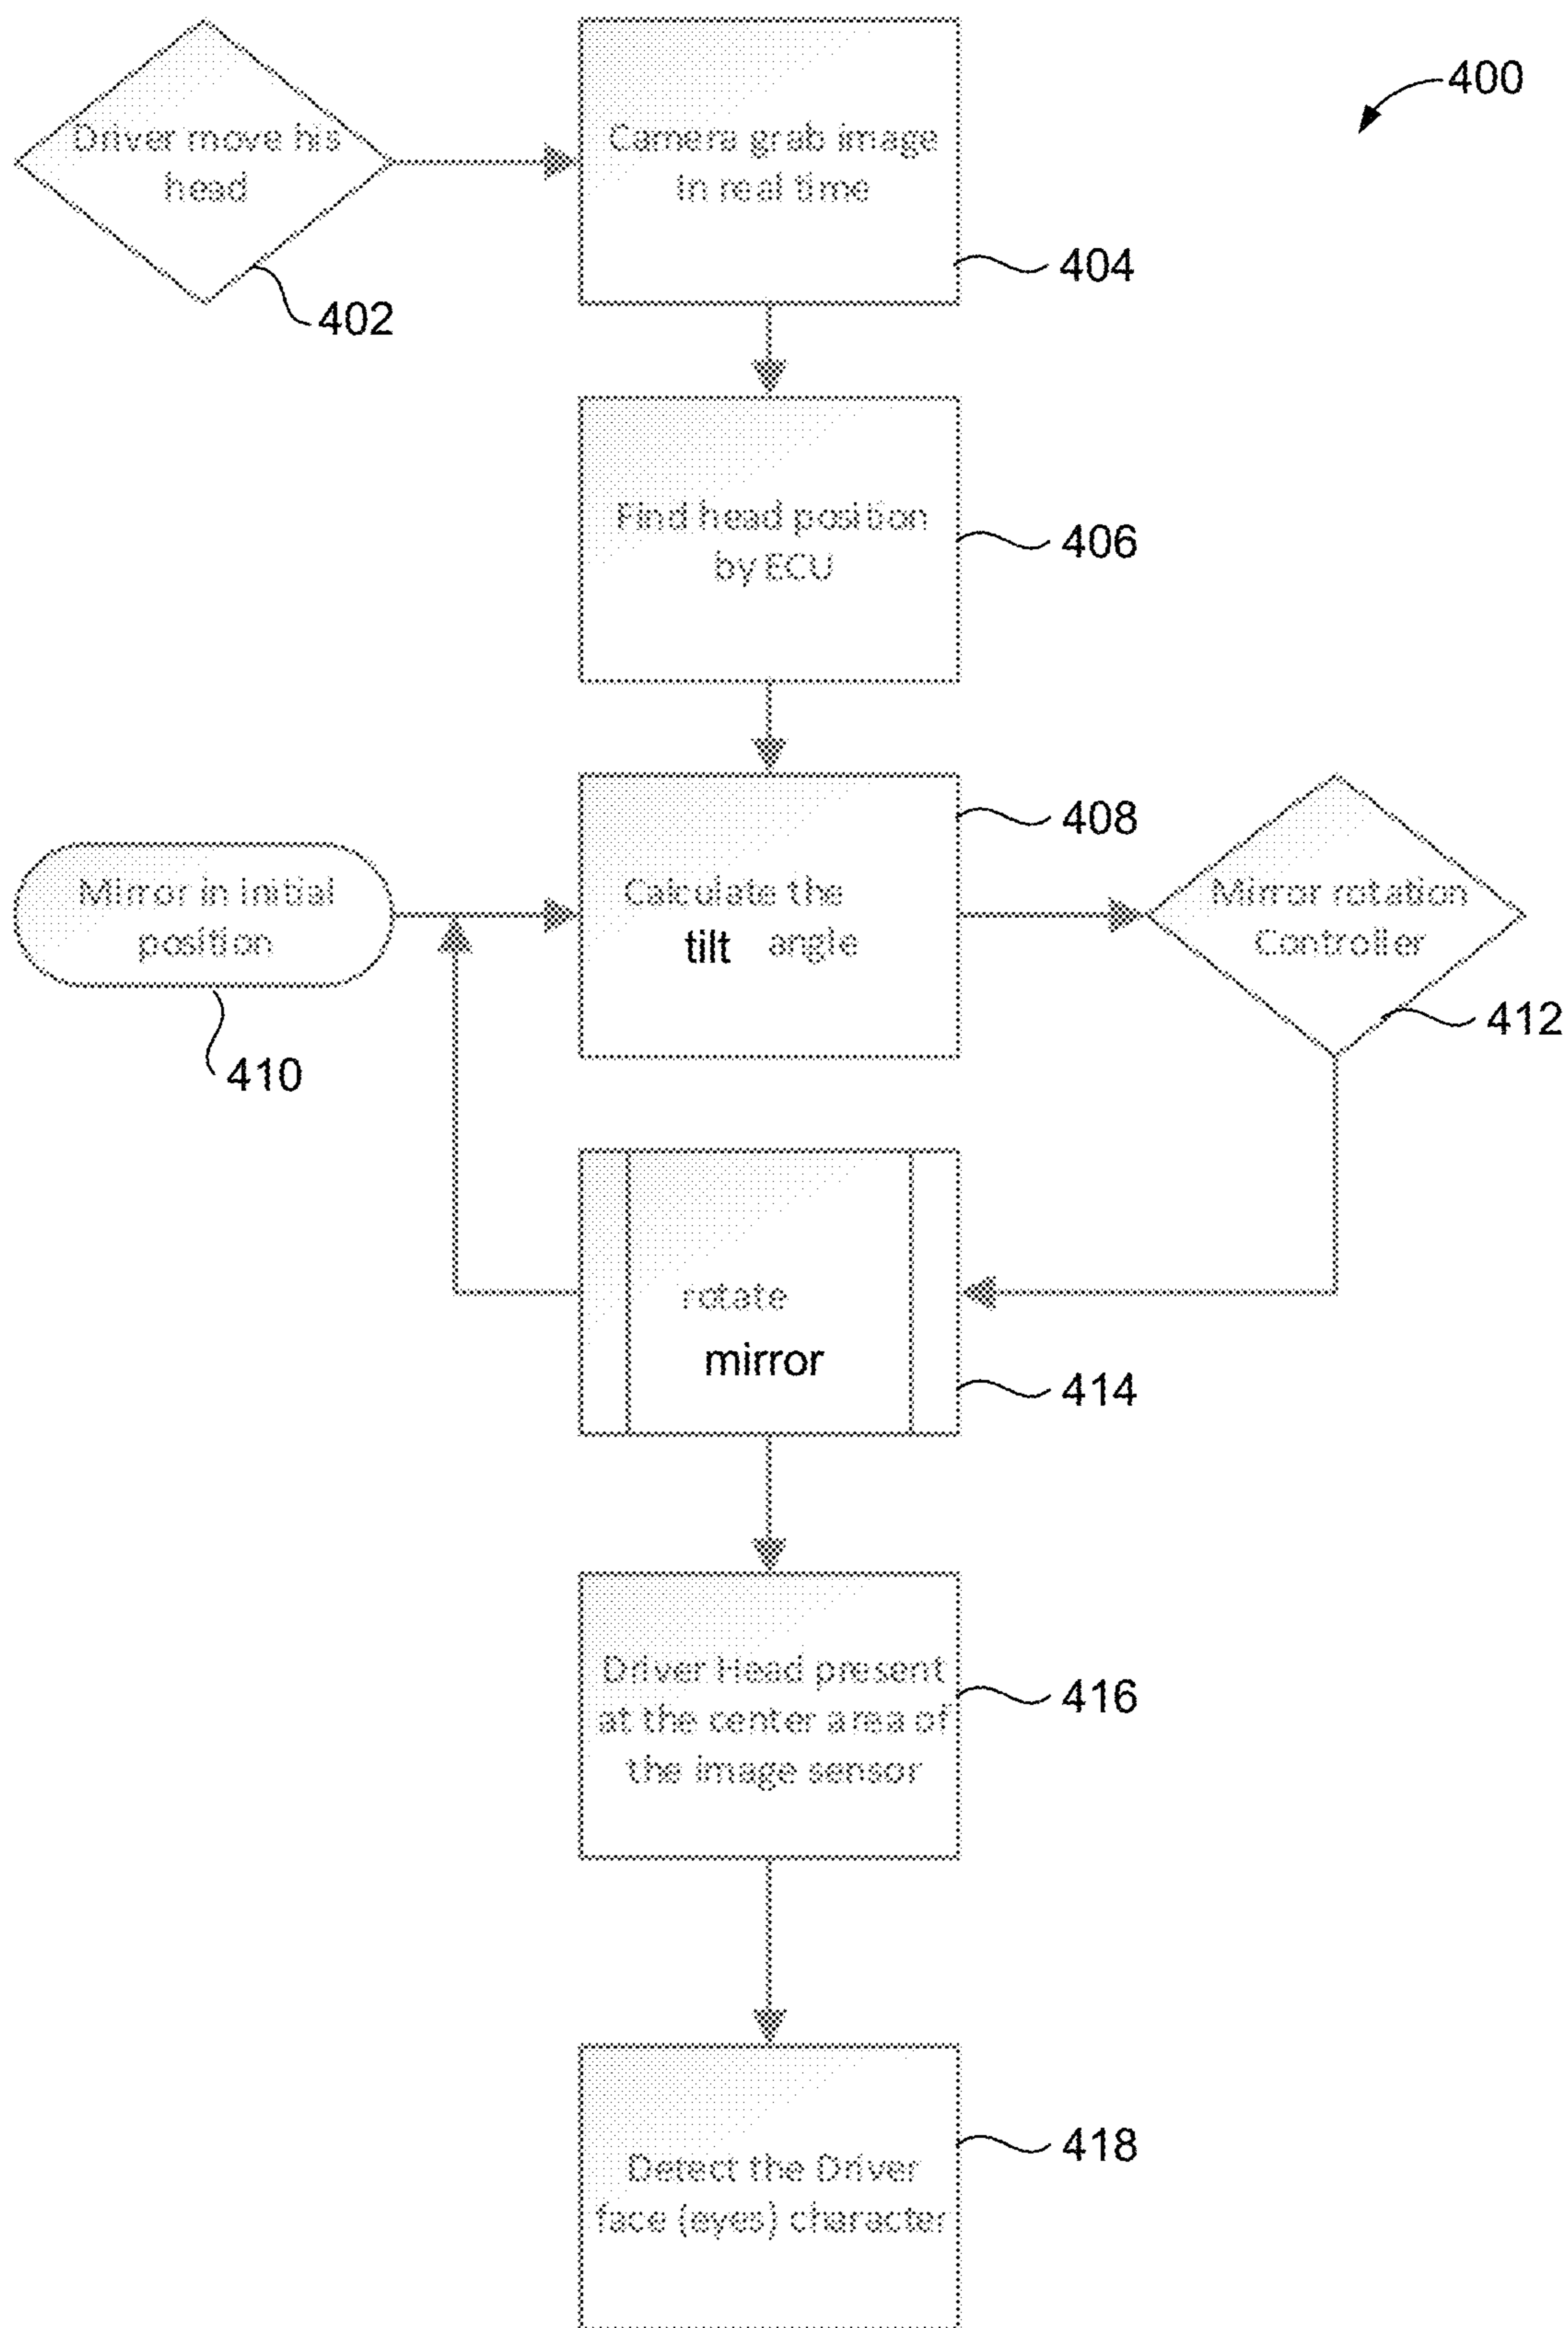 400
Driver move his
head
402
Camera grab image
in real time
404
Find head position
by ECU
406
Calculate the
tilt angle
408
Mirror in initial
position
410
Mirror rotation
Controller
412
rotate
mirror
414
Driver Head present
at the center area of
the image sensor
416
Detect the Driver
face (eyes) character
418